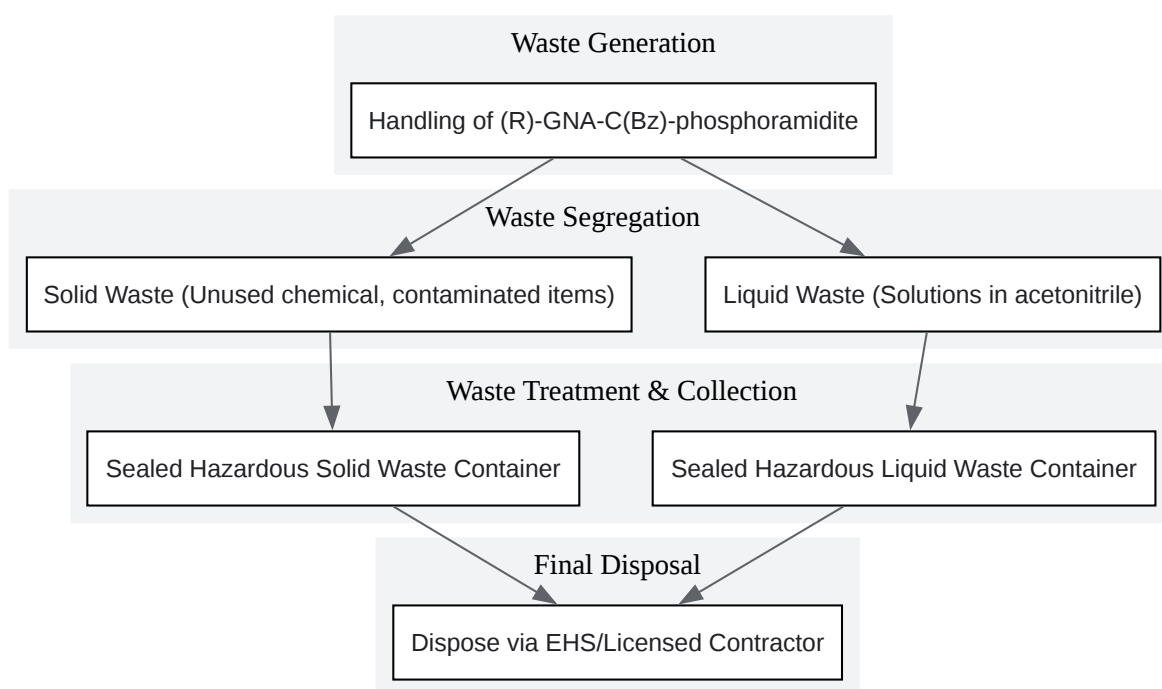 Waste Generation
Handling of (R)-GNA-C(Bz)-phosphoramidite
Waste Segregation
Solid Waste (Unused chemical, contaminated items)
Liquid Waste (Solutions in acetonitrile)
Waste Treatment & Collection
Sealed Hazardous Solid Waste Container
Sealed Hazardous Liquid Waste Container
Final Disposal
Dispose via EHS/Licensed Contractor